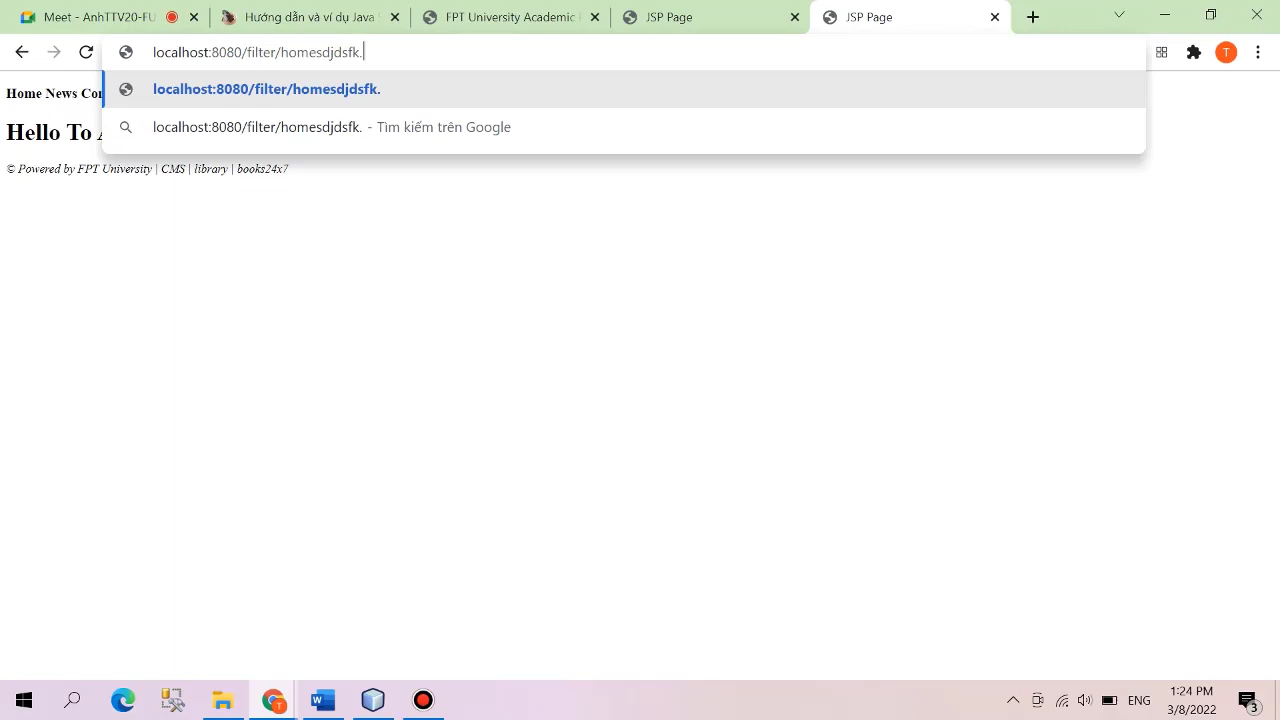 Meet - AnhTTV20-FU
Hướng dẫn và ví dụ Java
FPT University Academic
JSP Page
JSP Page
localhost:8080/filter/homesdjdsfk.
T
localhost:8080/filter/homesdjdsfk.
localhost:8080/filter/homesdjdsfk. - Tìm kiếm trên Google
Home News
Hello To
© Powered by FPT University | CMS | library | books24x7
ENG
1:24 PM
3/8/2022
3